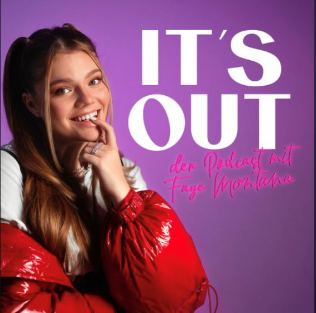 IT'S
OUT
der Podcast mit
Faye Montana